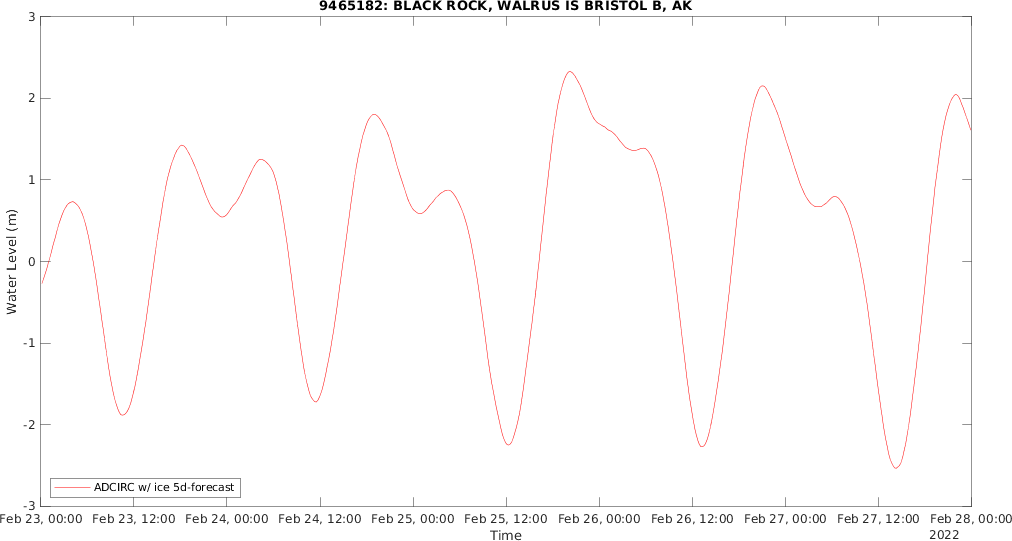 9465182: BLACK ROCK, WALRUS IS BRISTOL B, AK
3
2
1
0
-1
-2
-3
Water Level (m)
ADCIRC w/ ice 5d-forecast
Feb 23, 00:00 Feb 23, 12:00 Feb 24, 00:00 Feb 24, 12:00 Feb 25, 00:00 Feb 25, 12:00 Feb 26, 00:00 Feb 26, 12:00 Feb 27, 00:00 Feb 27, 12:00 Feb 28, 00:00
Time
2022